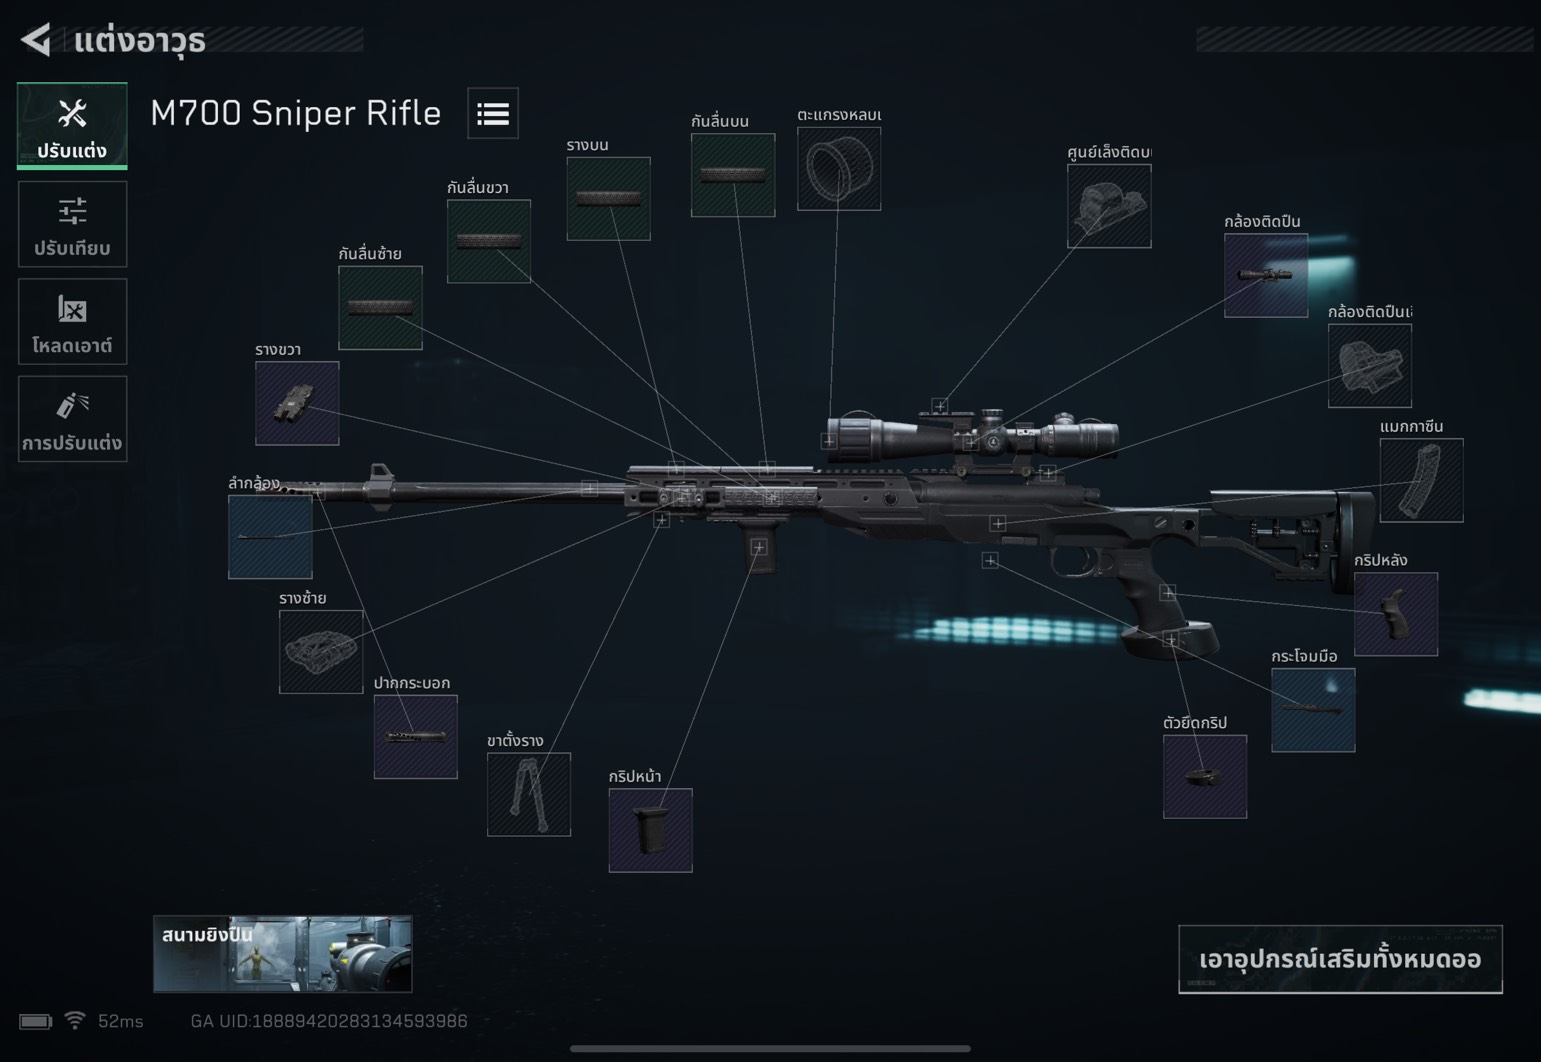 แต่งอาวุธ
M700 Sniper Rifle
ปรับแต่ง
ปรับเทียบ
โหลดเอาต์
การปรับแต่ง
ตะแกรงหลบเ
กันลื่นบน
รางบน
ศูนย์เล็งติดบ
กันลื่นขวา
กล้องติดปืน
กันลื่นซ้าย
กล้องติดปืนเ
รางขวา
แมกกาซีน
ลำกล้อง
กริปหลัง
รางซ้าย
กระโจมมือ
ปากกระบอก
ตัวยึดกริป
ขาตั้งราง
กริปหน้า
สนามยิงปืน
เอาอุปกรณ์เสริมทั้งหมดออ
52ms
GA UID:18889420283134593986